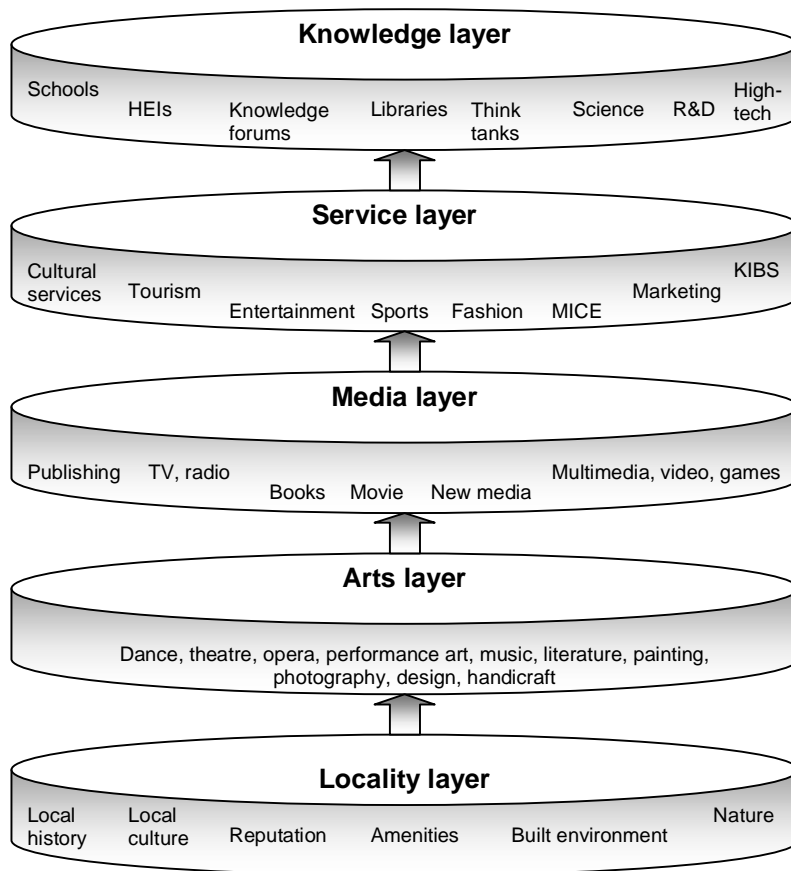 Knowledge layer
Schools
HEIs
Knowledge
forums
Libraries
Think
tanks
Science
R&D
High-
tech
Service layer
Cultural
services
Tourism
Entertainment
Sports
Fashion
MICE
Marketing
KIBS
Media layer
Publishing
TV, radio
Books
Movie
New media
Multimedia, video, games
Arts layer
Dance, theatre, opera, performance art, music, literature, painting,
photography, design, handicraft
Locality layer
Local
history
Local
culture
Reputation
Amenities
Built environment
Nature